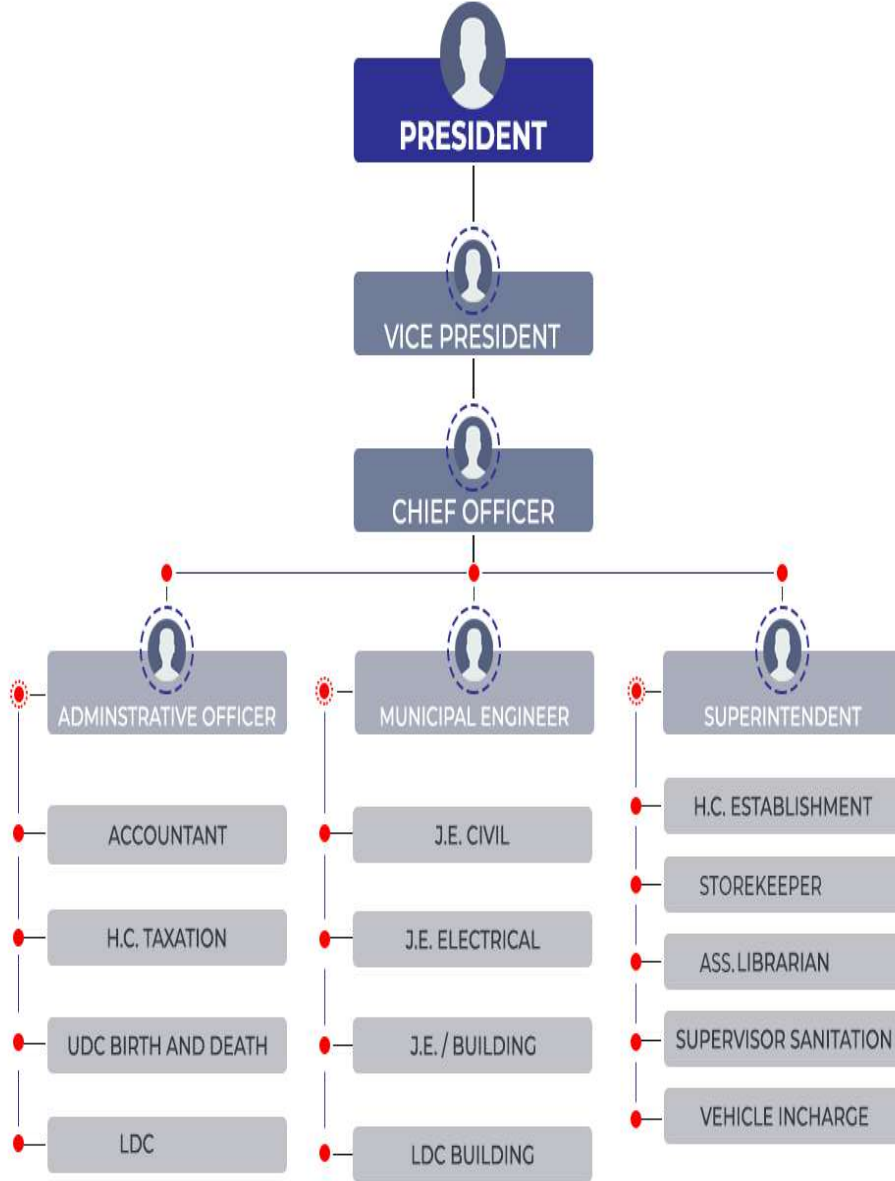 PRESIDENT
VICE PRESIDENT
CHIEF OFFICER
ADMINSTRATIVE OFFICER
MUNICIPAL ENGINEER
SUPERINTENDENT
ACCOUNTANT
H.C. TAXATION
UDC BIRTH AND DEATH
LDC
J.E. CIVIL
J.E. ELECTRICAL
J.E. / BUILDING
LDC BUILDING
H.C. ESTABLISHMENT
STOREKEEPER
ASS. LIBRARIAN
SUPERVISOR SANITATION
VEHICLE INCHARGE